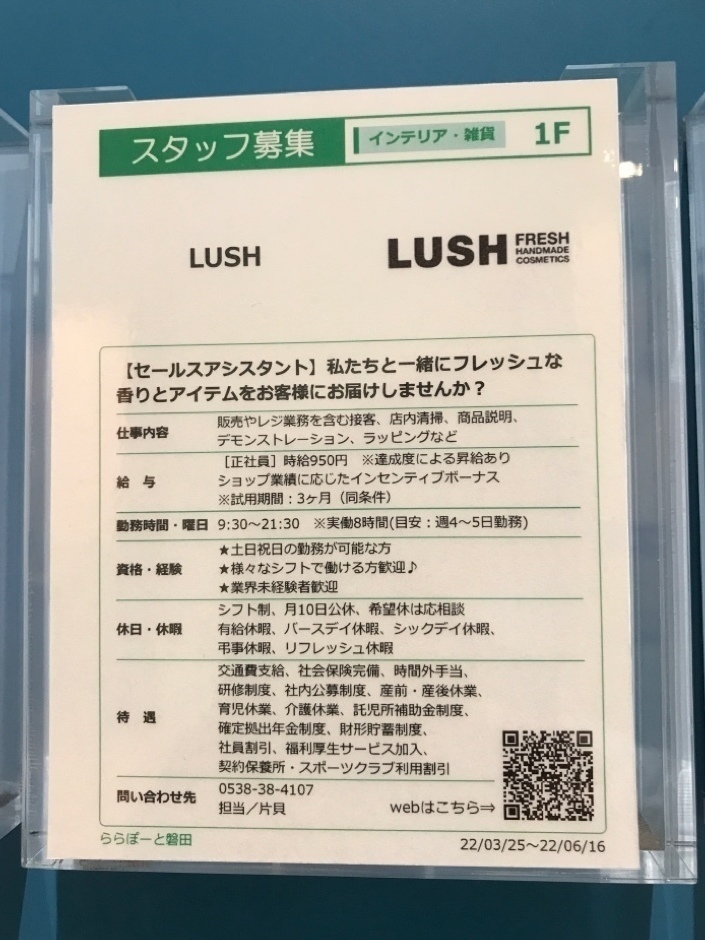 スタッフ募集
インテリア・雑貨
1F
LUSH
LUSH FRESH HANDMADE COSMETICS
【セールスアシスタント】私たちと一緒にフレッシュな
香りとアイテムをお客様にお届けしませんか？
仕事内容
販売やレジ業務を含む接客、店内清掃、商品説明、
デモンストレーション、ラッピングなど
給　与
［正社員］時給950円　※達成度による昇給あり
ショップ業績に応じたインセンティブボーナス
※試用期間：3ヶ月（同条件）
勤務時間・曜日
9:30～21:30　※実働8時間(目安：週4～5日勤務)
資格・経験
★土日祝日の勤務が可能な方
★様々なシフトで働ける方歓迎♪
★業界未経験者歓迎
休日・休暇
シフト制、月10日公休、希望休は応相談
有給休暇、バースデイ休暇、シックデイ休暇、
弔事休暇、リフレッシュ休暇
待　遇
交通費支給、社会保険完備、時間外手当、
研修制度、社内公募制度、産前・産後休業、
育児休業、介護休業、託児所補助金制度、
確定拠出年金制度、財形貯蓄制度、
社員割引、福利厚生サービス加入、
契約保養所・スポーツクラブ利用割引
問い合わせ先
0538-38-4107
担当／片貝
webはこちら⇒
ららぽーと磐田
22/03/25～22/06/16